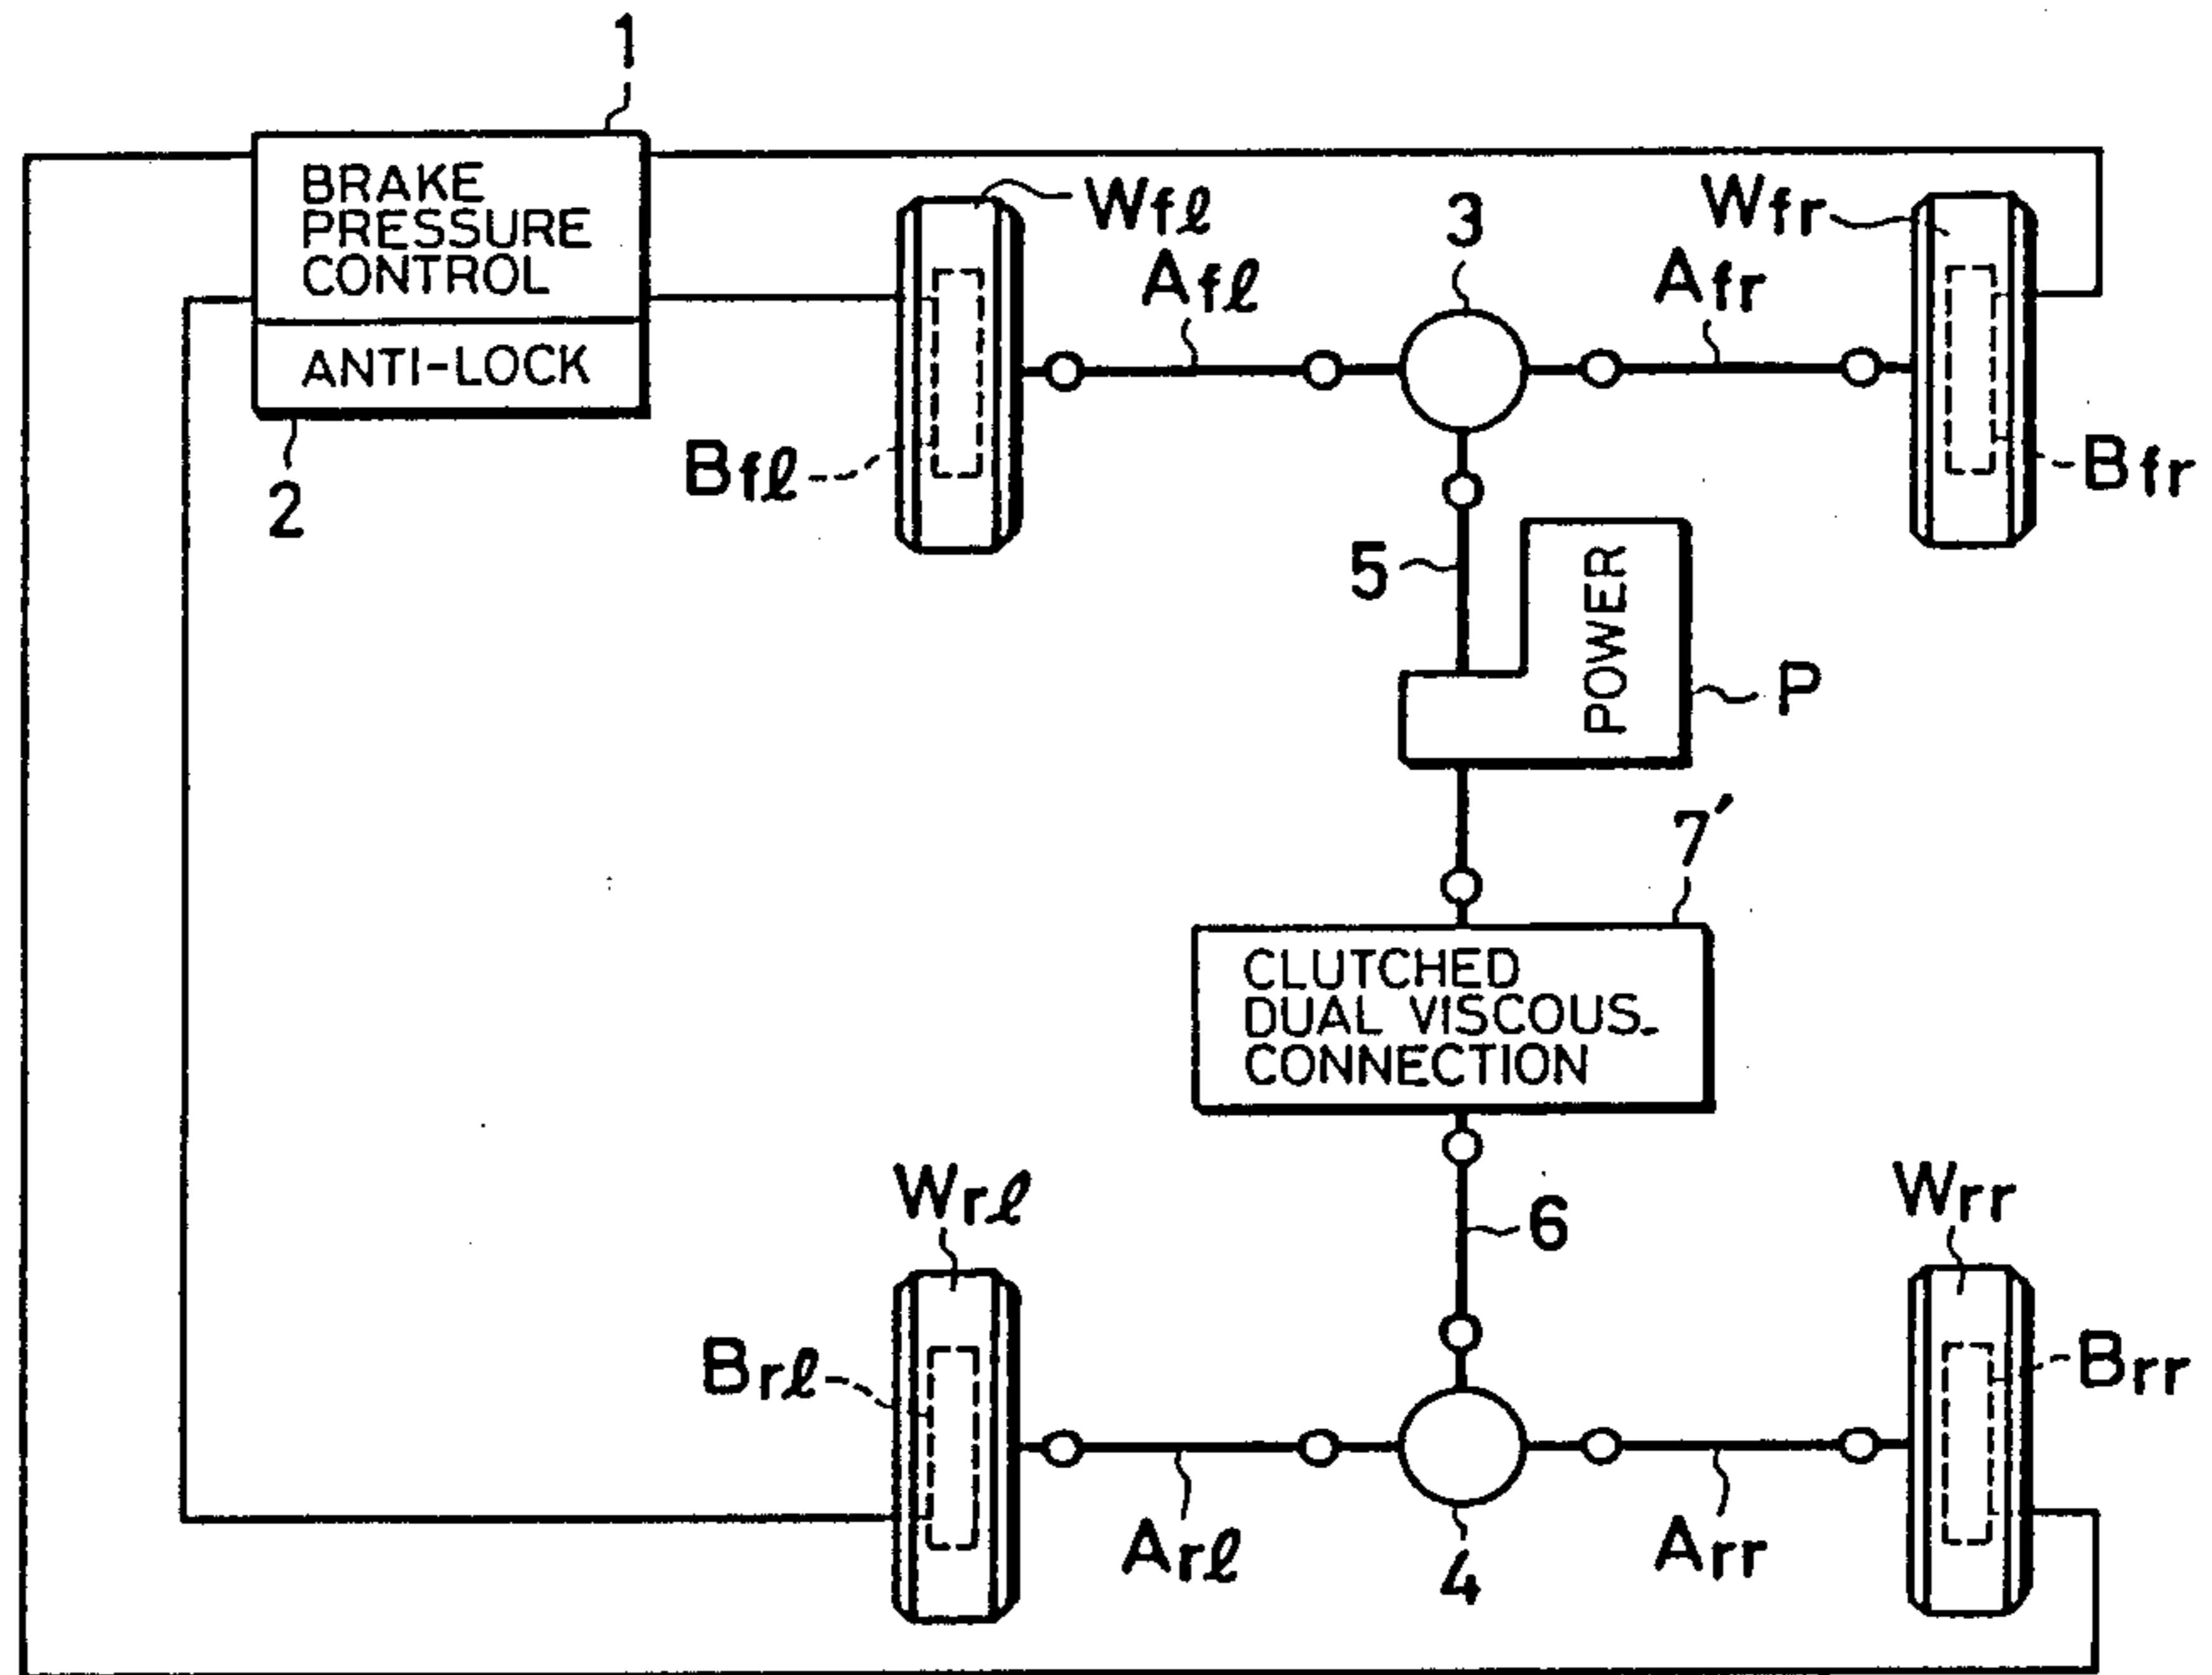 1
BRAKE
PRESSURE
CONTROL
ANTI-LOCK
2
Wfℓ
Afℓ
Bfℓ
3
Wfr
Afr
Bfr
5
POWER
P
7'
CLUTCHED
DUAL VISCOUS-
CONNECTION
6
Wrℓ
Brℓ
Arℓ
4
Wrr
Brr
Arr